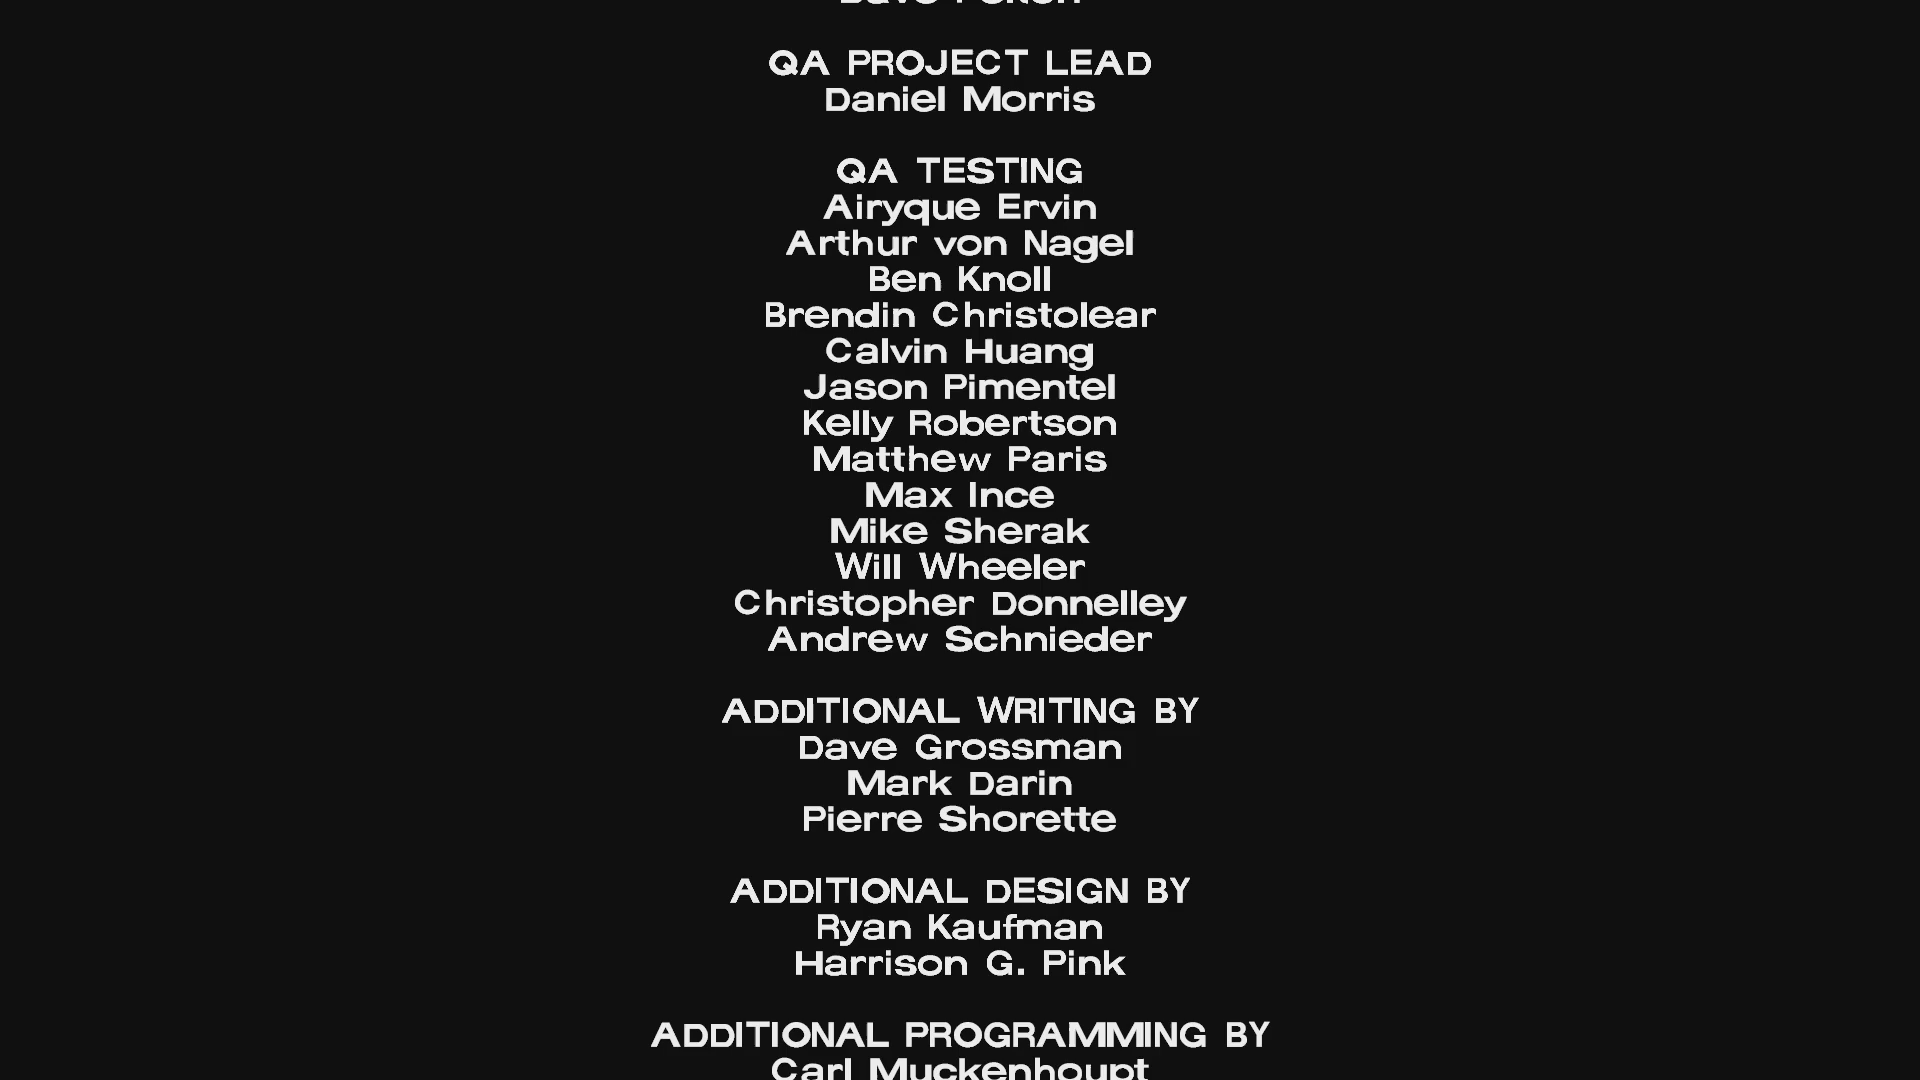 QA PROJECT LEAD
Daniel Morris
QA TESTING
Airyque Ervin
Arthur von Nagel
Ben Knoll
Brendin Christolear
Calvin Huang
Jason Pimentel
Kelly Robertson
Matthew Paris
Max Ince
Mike Sherak
Will Wheeler
Christopher Donnelley
Andrew Schnieder
ADDITIONAL WRITING BY
Dave Grossman
Mark Darin
Pierre Shorette
ADDITIONAL DESIGN BY
Ryan Kaufman
Harrison G. Pink
ADDITIONAL PROGRAMMING BY
Carl Muckenhoupt